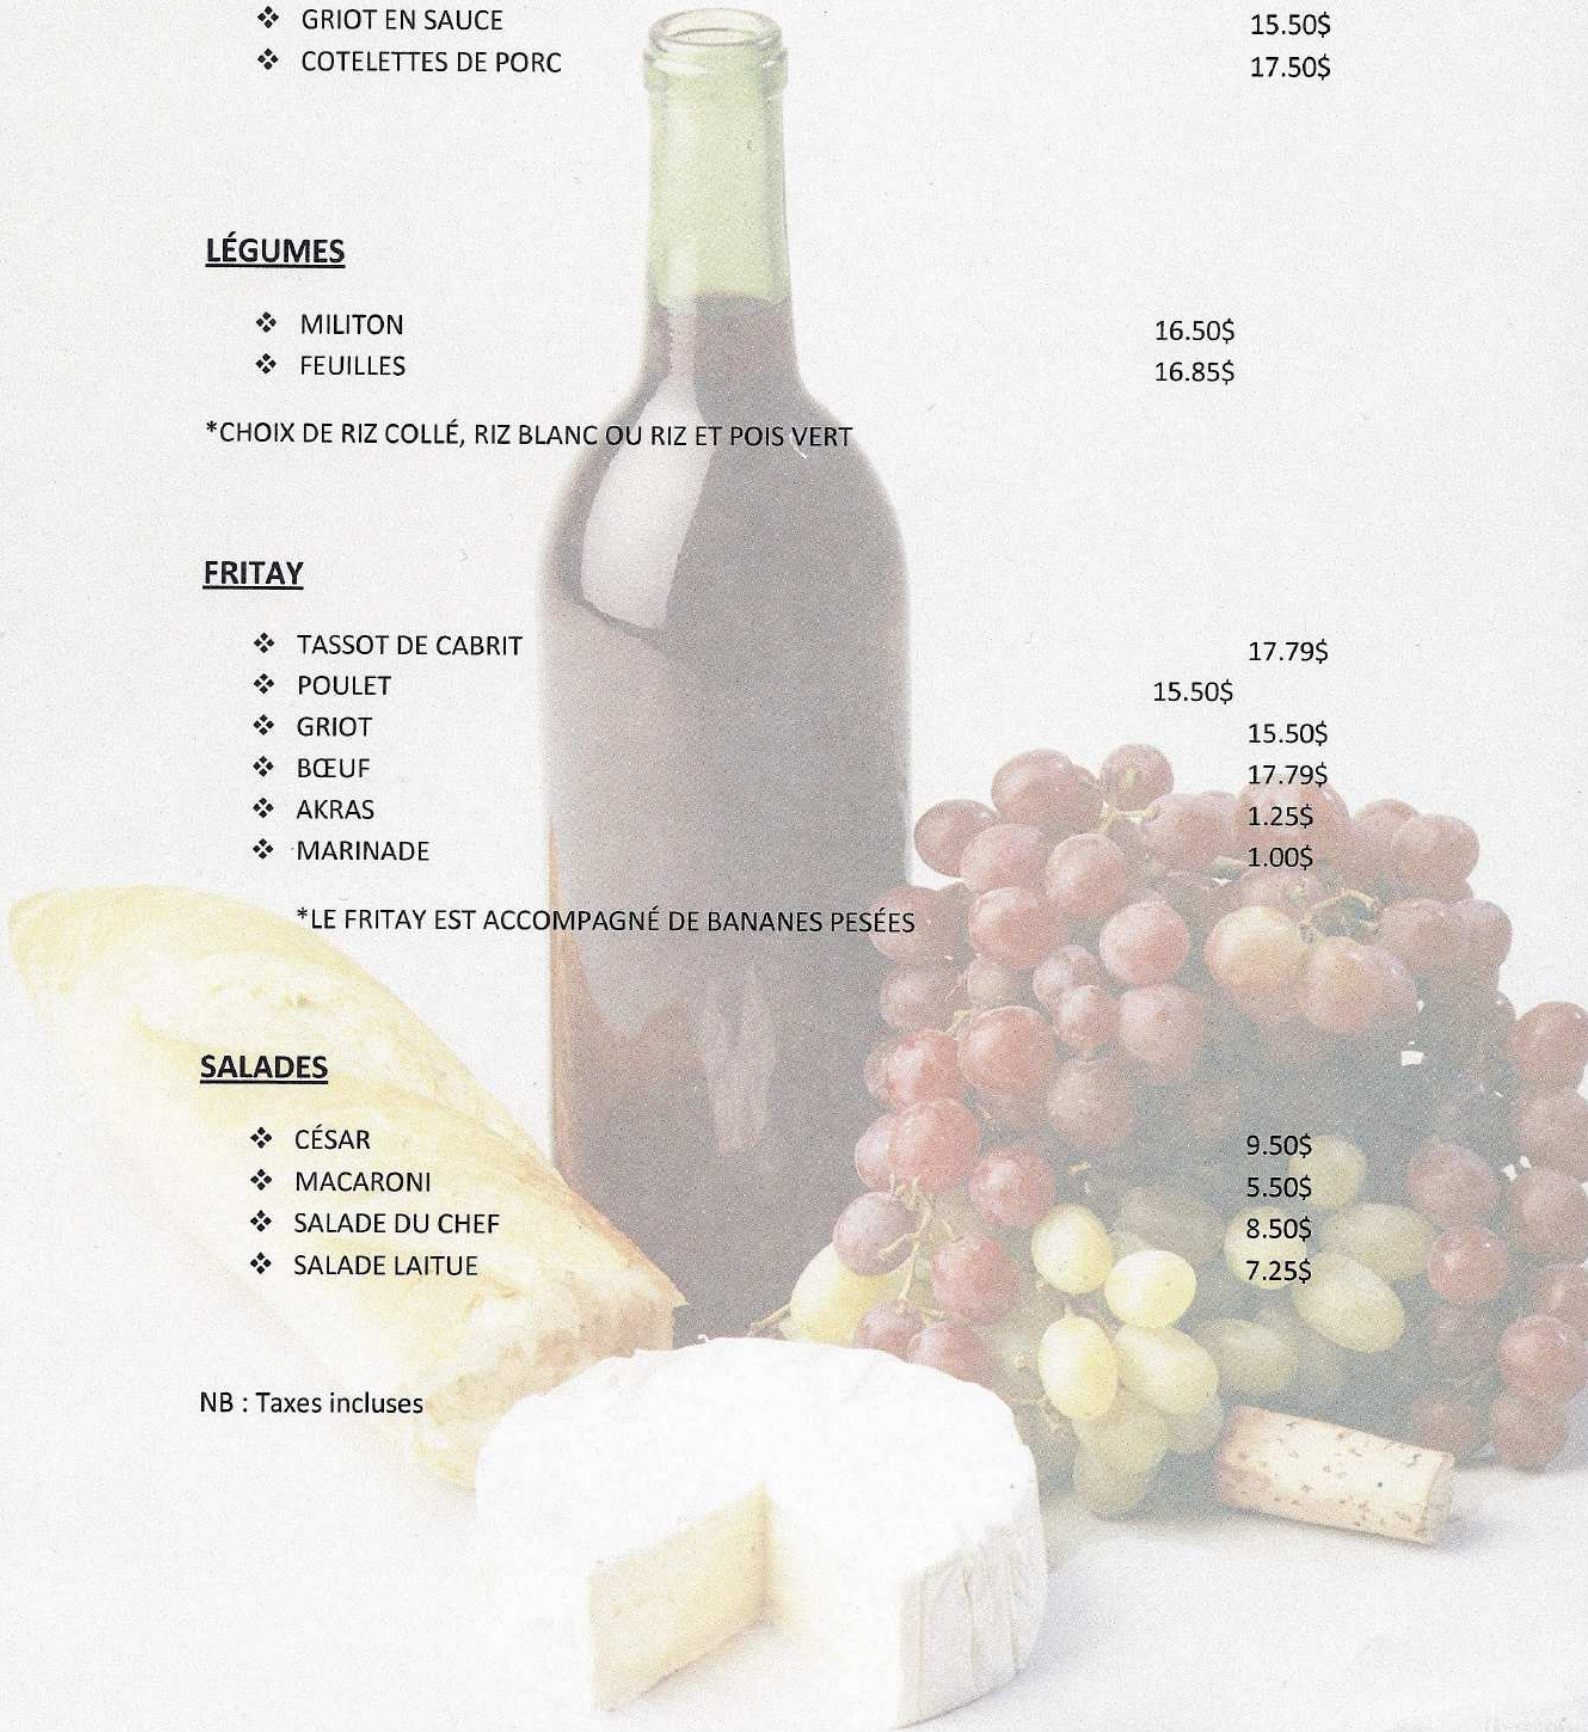 ❖ GRIOT EN SAUCE 15.50$
❖ COTELETTES DE PORC 17.50$
LÉGUMES
❖ MILITON 16.50$
❖ FEUILLES 16.85$
*CHOIX DE RIZ COLLÉ, RIZ BLANC OU RIZ ET POIS VERT
FRITAY
❖ TASSOT DE CABRIT 17.79$
❖ POULET 15.50$
❖ GRIOT 15.50$
❖ BŒUF 17.79$
❖ AKRAS 1.25$
❖ MARINADE 1.00$
*LE FRITAY EST ACCOMPAGNÉ DE BANANES PESÉES
SALADES
❖ CÉSAR 9.50$
❖ MACARONI 5.50$
❖ SALADE DU CHEF 8.50$
❖ SALADE LAITUE 7.25$
NB : Taxes incluses